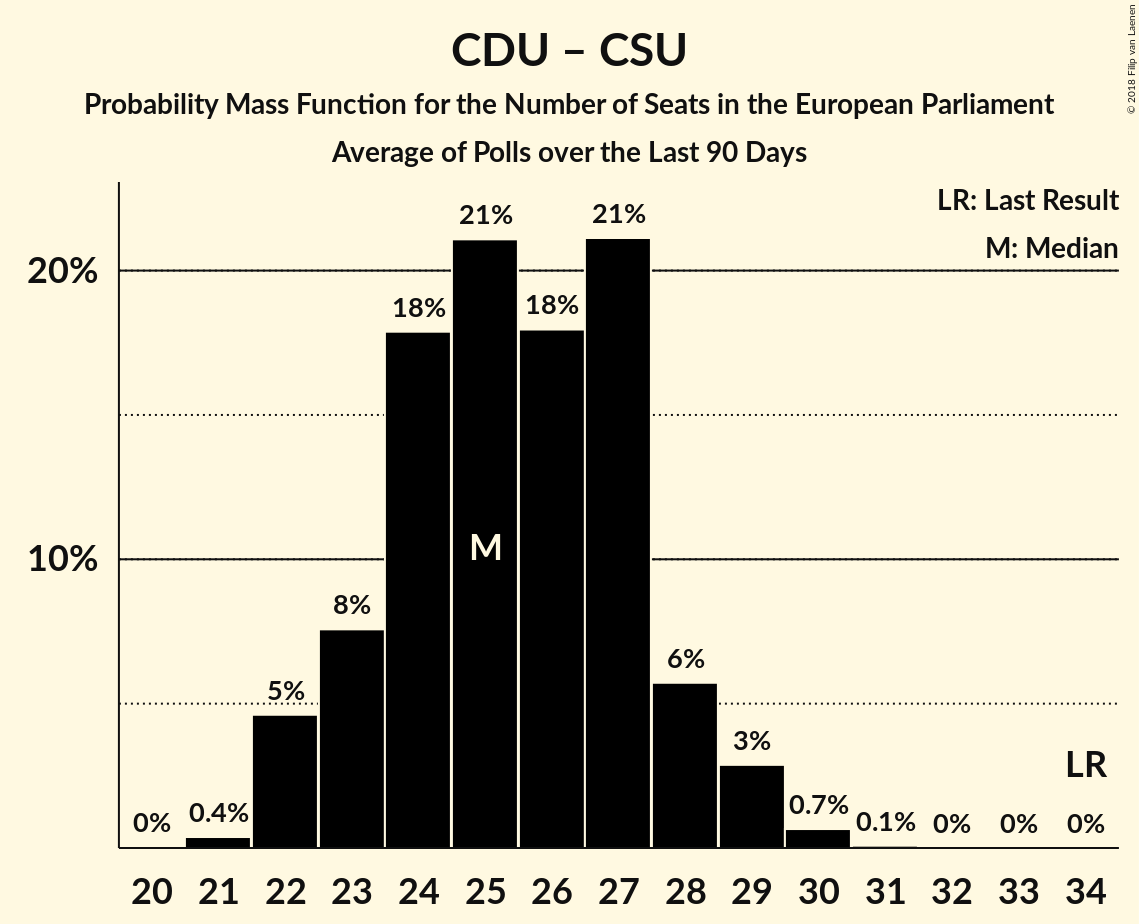 CDU – CSU
Probability Mass Function for the Number of Seats in the European Parliament
Average of Polls over the Last 90 Days
© 2018 Filip van Laenen
LR: Last Result
M: Median
20%
10%
0%
0.4%
5%
8%
18%
21%
18%
21%
6%
3%
0.7%
0.1%
0%
0%
0%
M
LR
20 21 22 23 24 25 26 27 28 29 30 31 32 33 34